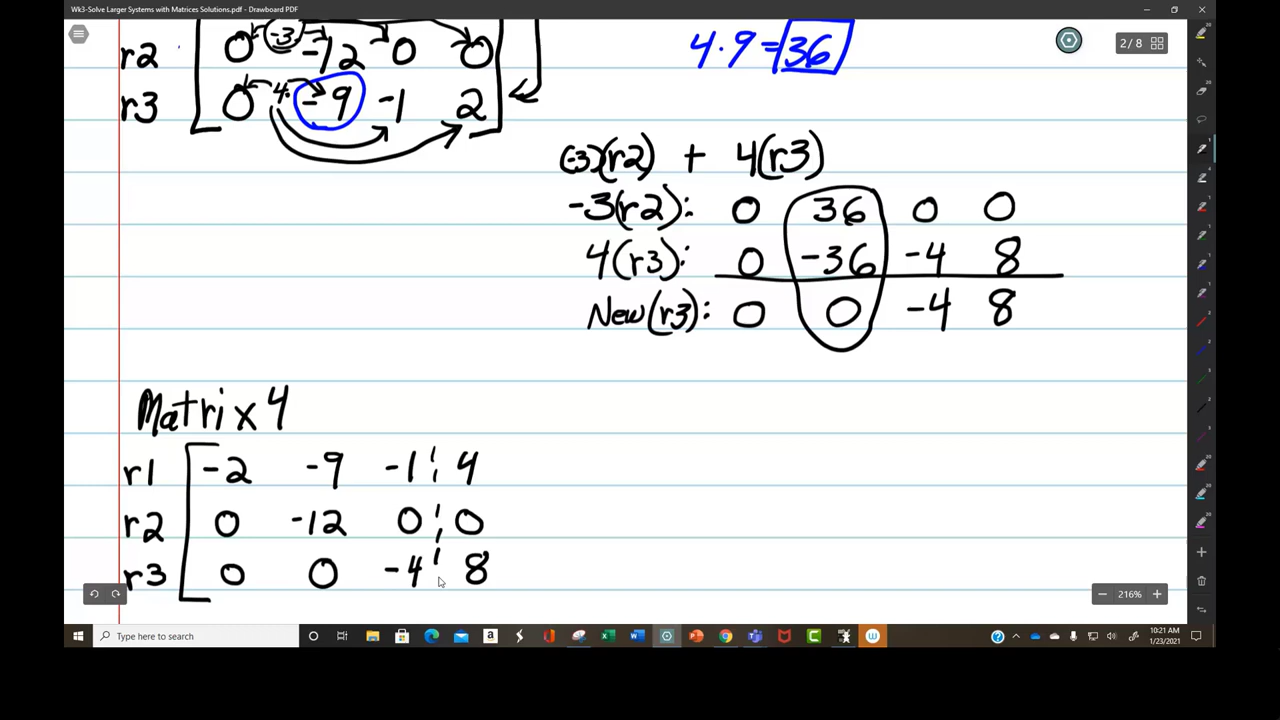 Wk3-Solve Larger Systems with Matrices Solutions.pdf - Drawboard PDF
2/8
r2 0 -3 -12 0 0
4·9=36
r3 0 4· -9 -1 2
(-3)(r2) + 4(r3)
-3(r2): 0 36 0 0
4(r3): 0 -36 -4 8
New(r3): 0 0 -4 8
Matrix 4
r1 -2 -9 -1 4
r2 0 -12 0 0
r3 0 0 -4 8
216%
Type here to search
10:21 AM
1/23/2021